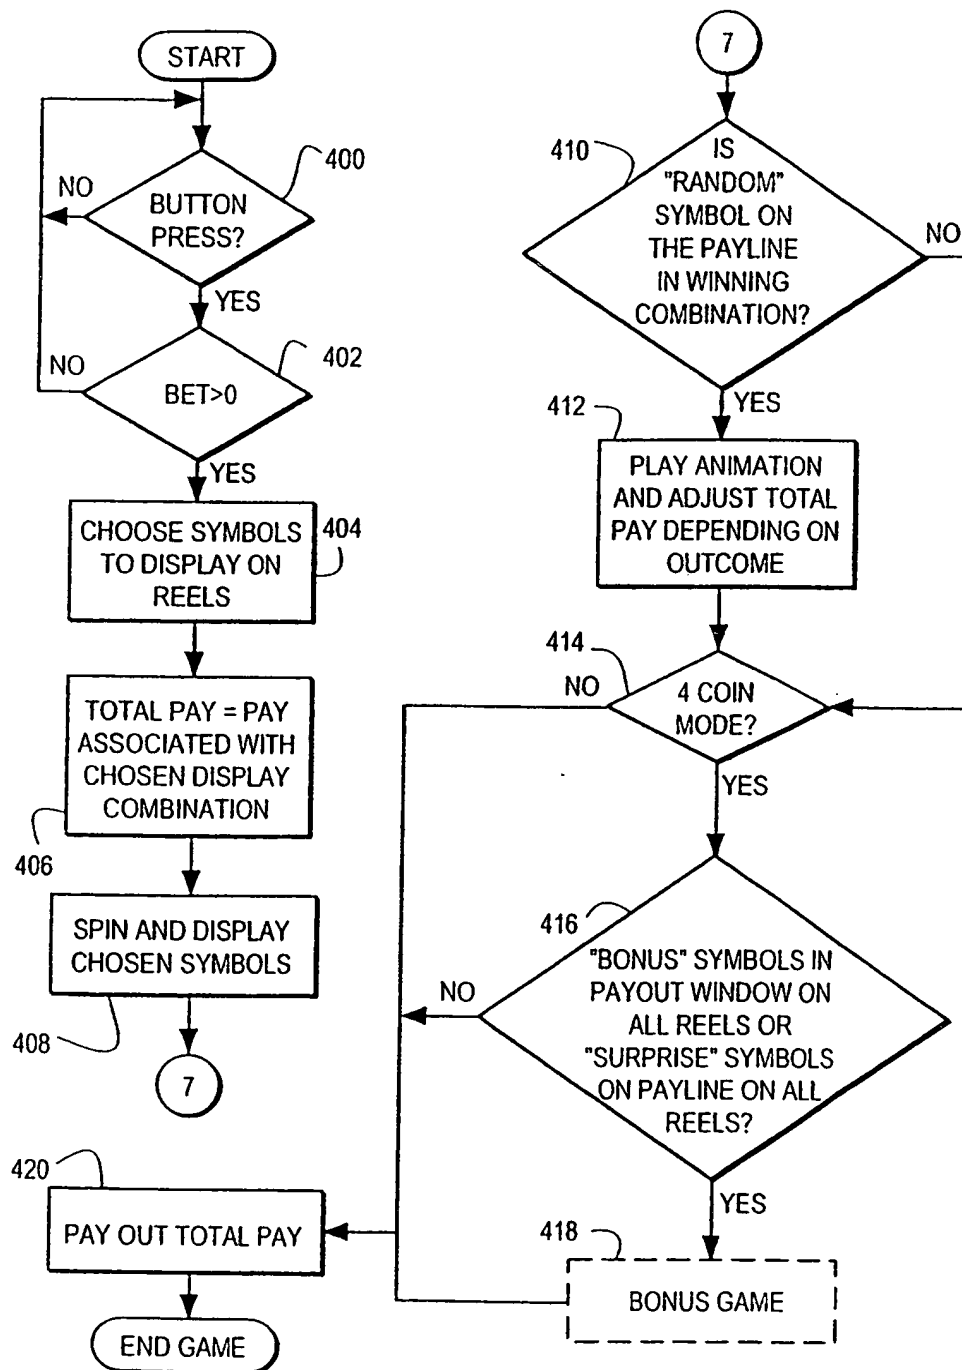 START
400
NO
BUTTON
PRESS?
YES
402
NO
BET>0
YES
CHOOSE SYMBOLS
TO DISPLAY ON
REELS
404
TOTAL PAY = PAY
ASSOCIATED WITH
CHOSEN DISPLAY
COMBINATION
406
SPIN AND DISPLAY
CHOSEN SYMBOLS
408
7
7
410
IS
"RANDOM"
SYMBOL ON
THE PAYLINE
IN WINNING
COMBINATION?
NO
YES
412
PLAY ANIMATION
AND ADJUST TOTAL
PAY DEPENDING ON
OUTCOME
414
NO
4 COIN
MODE?
YES
416
"BONUS" SYMBOLS IN
PAYOUT WINDOW ON
ALL REELS OR
"SURPRISE" SYMBOLS
ON PAYLINE ON ALL
REELS?
NO
YES
418
BONUS GAME
420
PAY OUT TOTAL PAY
END GAME